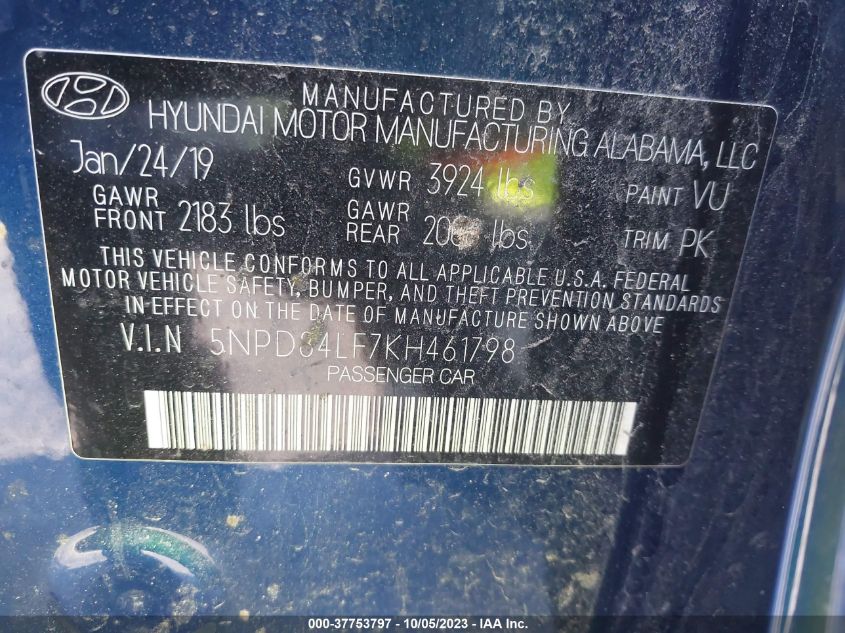 MANUFACTURED BY
HYUNDAI MOTOR MANUFACTURING ALABAMA, LLC
Jan/24/19 GVWR 3924 lbs PAINT VU
GAWR FRONT 2183 lbs GAWR REAR lbs TRIM PK
THIS VEHICLE CONFORMS TO ALL APPLICABLE U.S.A. FEDERAL
MOTOR VEHICLE SAFETY, BUMPER, AND THEFT PREVENTION STANDARDS
IN EFFECT ON THE DATE OF MANUFACTURE SHOWN ABOVE
V.I.N 5NPD84LF7KH461798
PASSENGER CAR
000-37753797 - 10/05/2023 - IAA Inc.